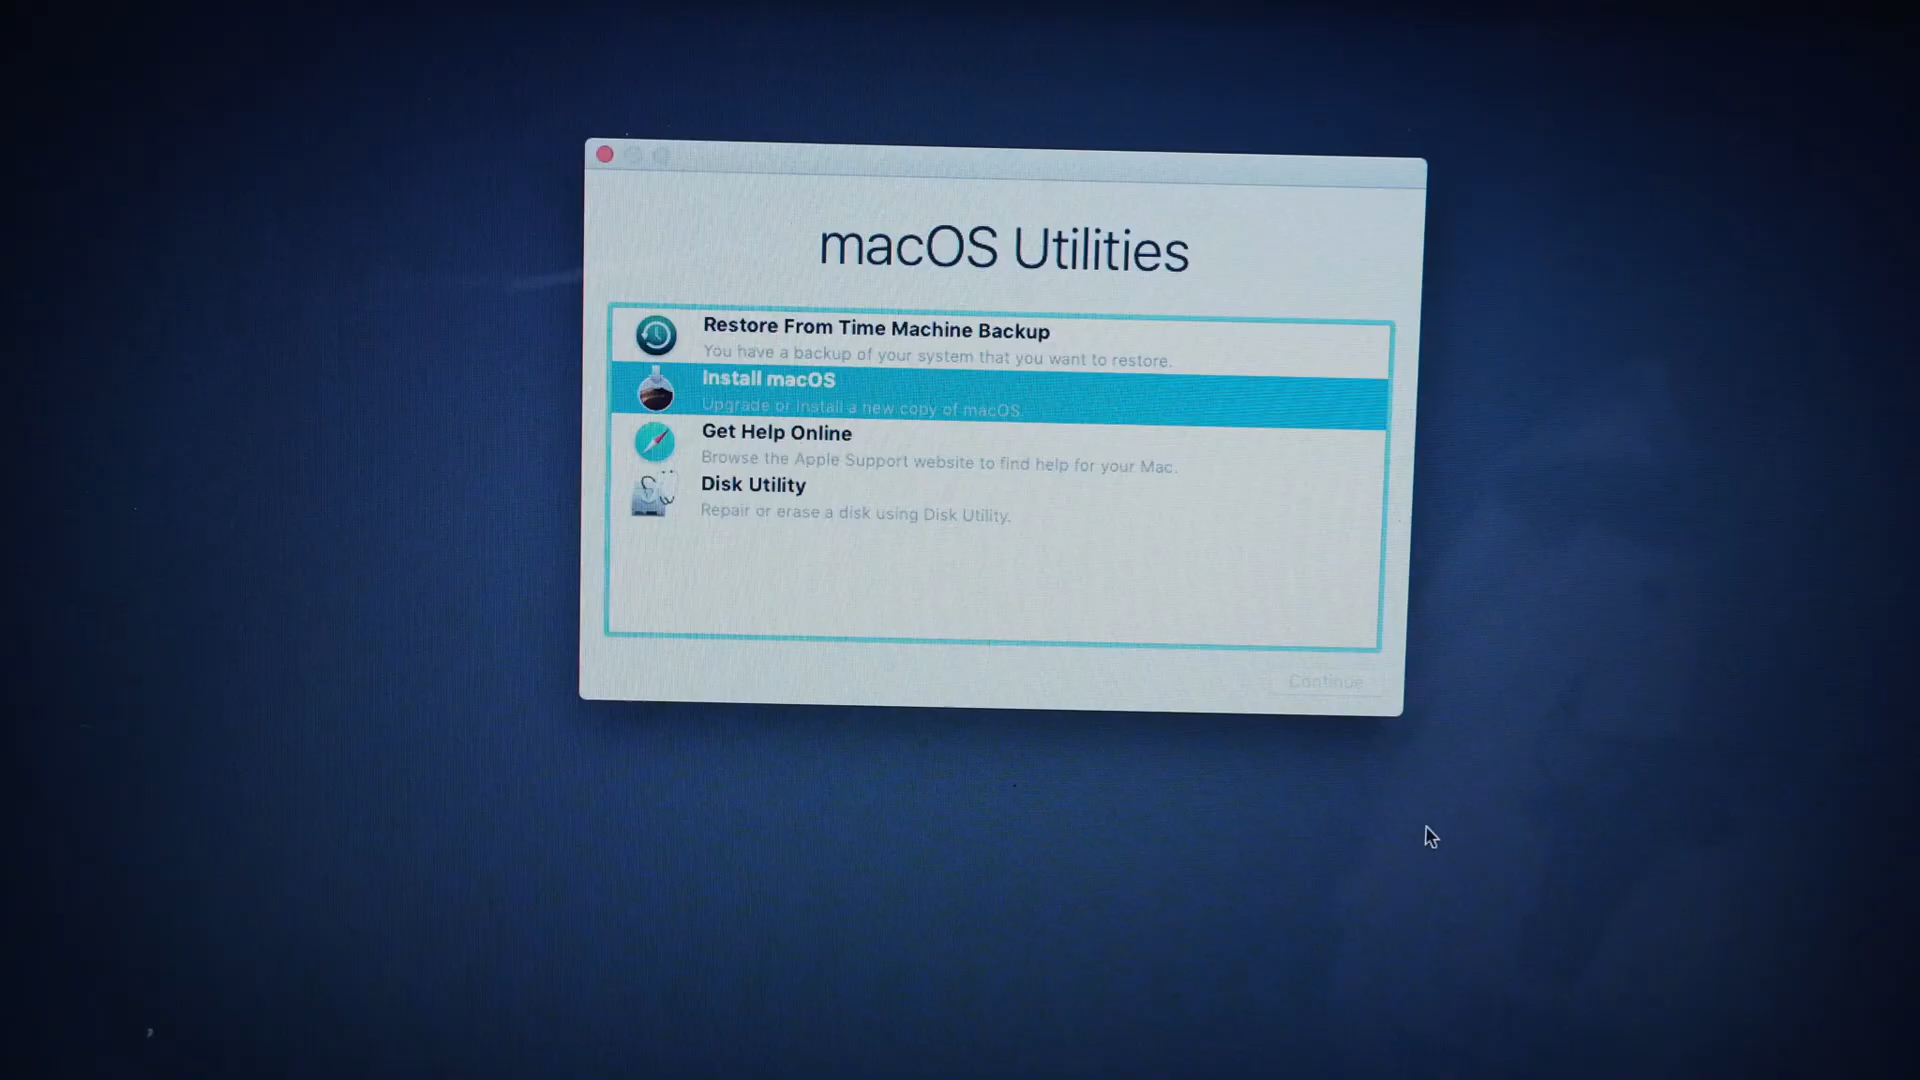 macOS Utilities
Restore From Time Machine Backup
You have a backup of your system that you want to restore.
Install macOS
Upgrade or install a new copy of macOS.
Get Help Online
Browse the Apple Support website to find help for your Mac.
Disk Utility
Repair or erase a disk using Disk Utility.
Continue